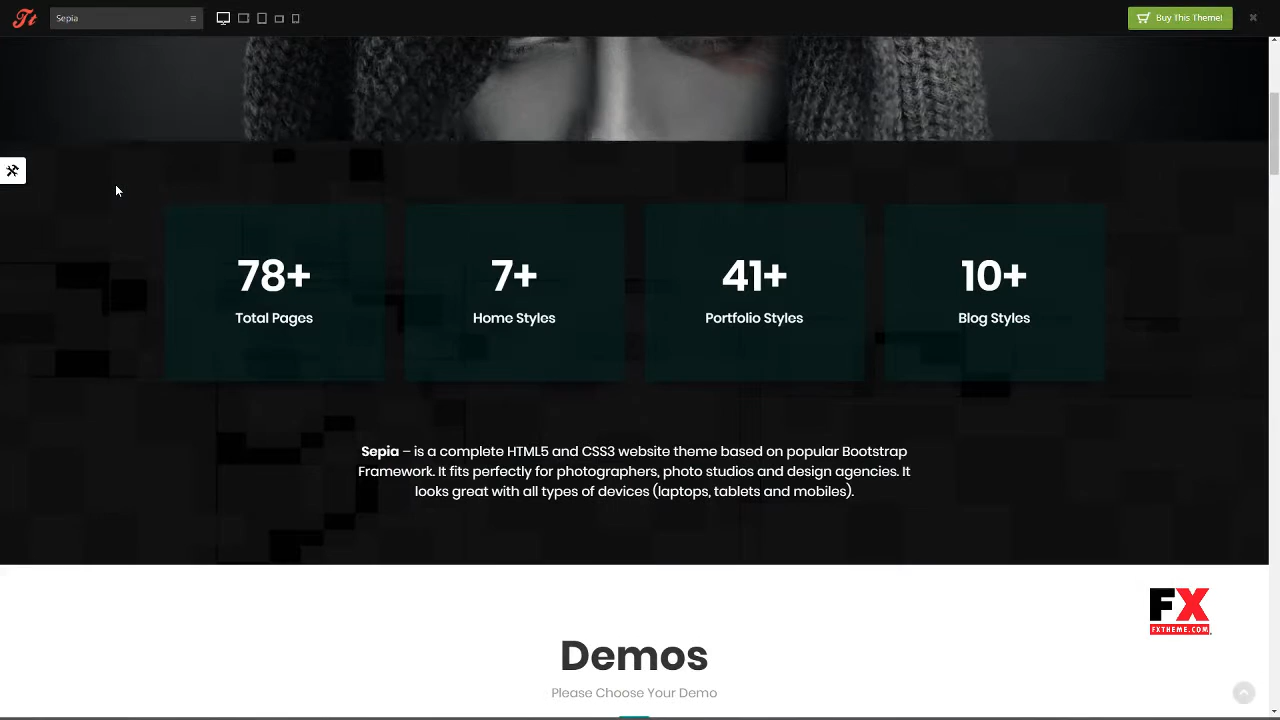 Sepia
Buy This Theme!
78+
Total Pages
7+
Home Styles
41+
Portfolio Styles
10+
Blog Styles
Sepia – is a complete HTML5 and CSS3 website theme based on popular Bootstrap
Framework. It fits perfectly for photographers, photo studios and design agencies. It
looks great with all types of devices (laptops, tablets and mobiles).
FX
FXTHEME.COM.
Demos
Please Choose Your Demo